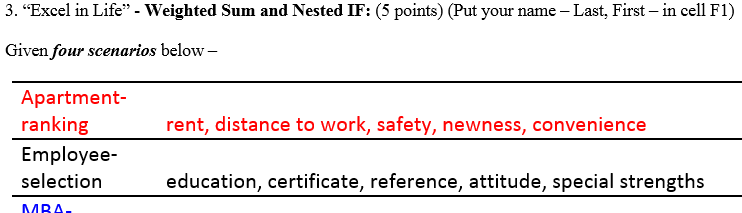 3. “Excel in Life” - Weighted Sum and Nested IF: (5 points) (Put your name – Last, First – in cell F1)
Given four scenarios below –
Apartment-
ranking rent, distance to work, safety, newness, convenience
Employee-
selection education, certificate, reference, attitude, special strengths
MBA-